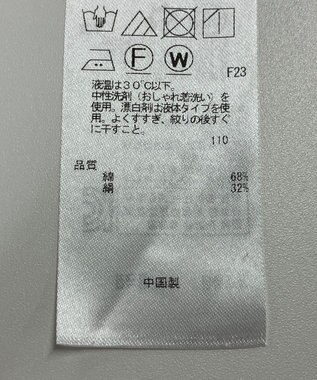 F W
F23
液温は30℃以下。
中性洗剤（おしゃれ着洗い）を
使用。漂白剤は液体タイプを使
用。よくすすぎ、絞りの後すぐ
に干すこと。
110
品質
綿 68%
絹 32%
中国製